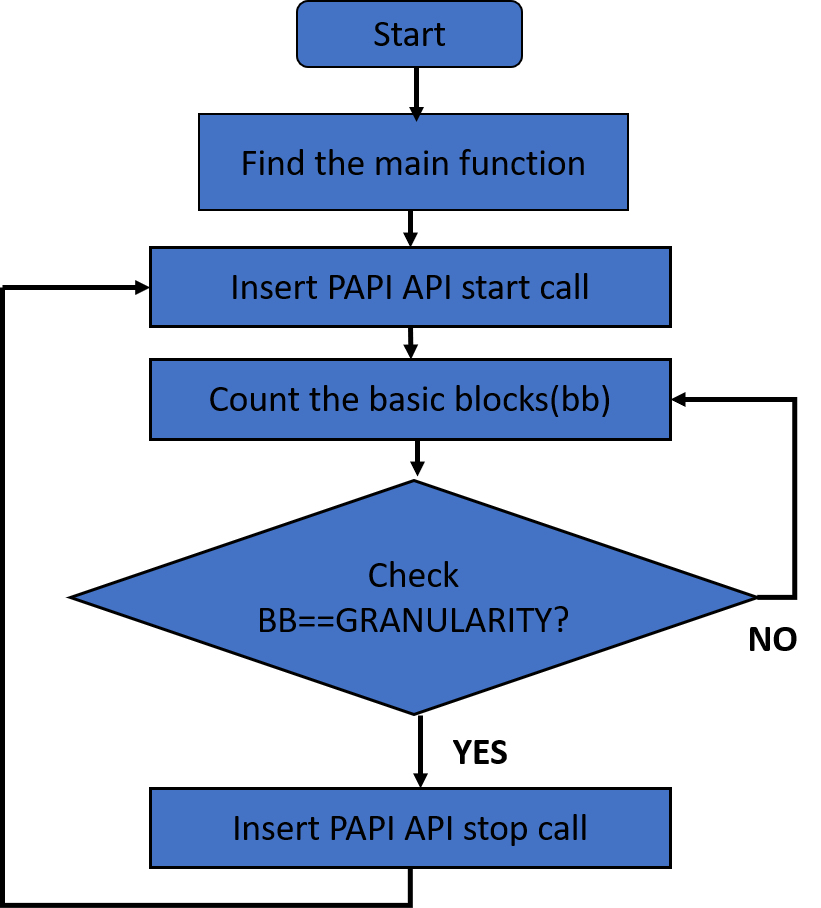 Start
Find the main function
Insert PAPI API start call
Count the basic blocks(bb)
Check
BB==GRANULARITY?
NO
YES
Insert PAPI API stop call